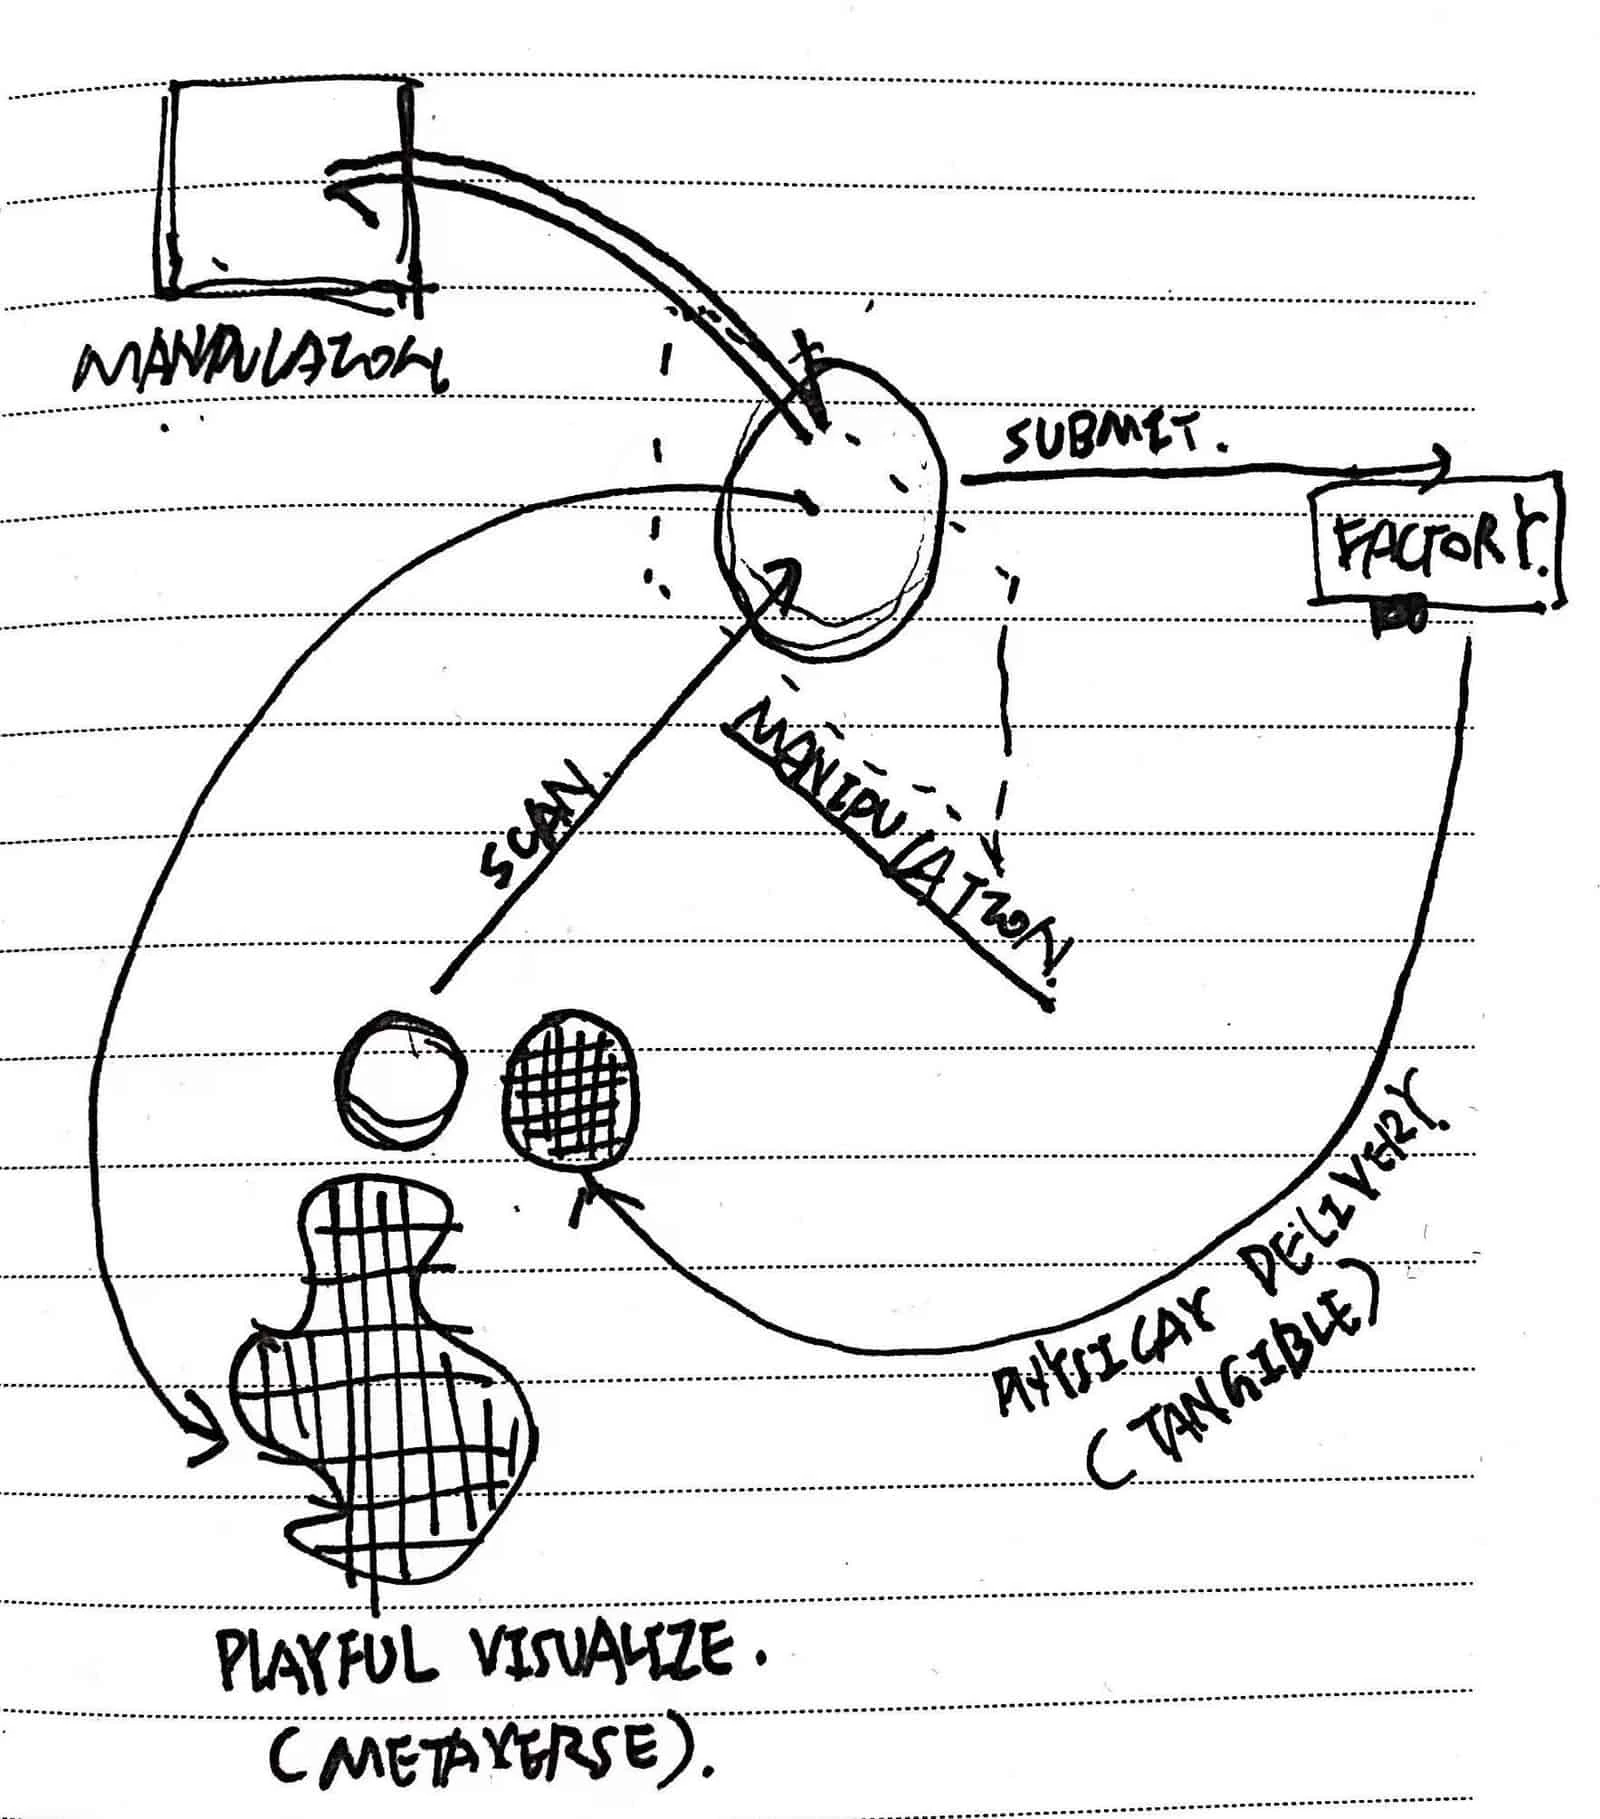 MANIPULATION
SUBMIT.
FACTORY.
SCAN.
MANIPULATION.
PHYSICAL DELIVERY.
(TANGIBLE)
PLAYFUL VISUALIZE.
(METAVERSE).